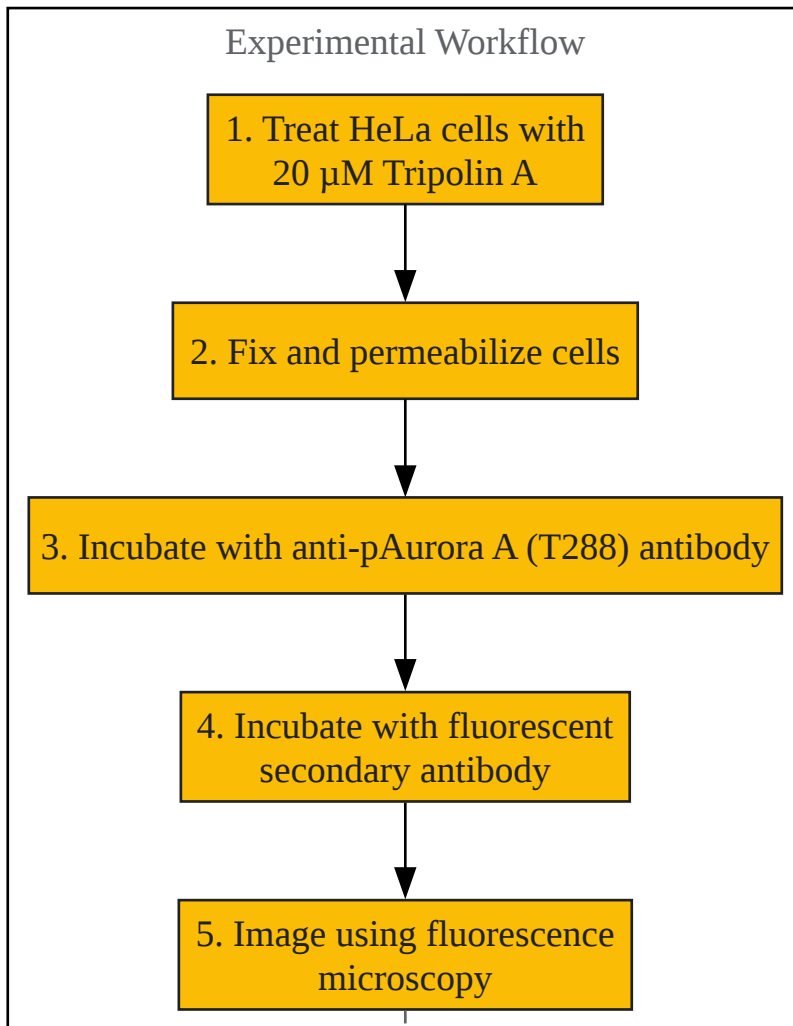 Experimental Workflow
1. Treat HeLa cells with
20 µM Tripolin A
2. Fix and permeabilize cells
3. Incubate with anti-pAurora A (T288) antibody
4. Incubate with fluorescent
secondary antibody
5. Image using fluorescence
microscopy